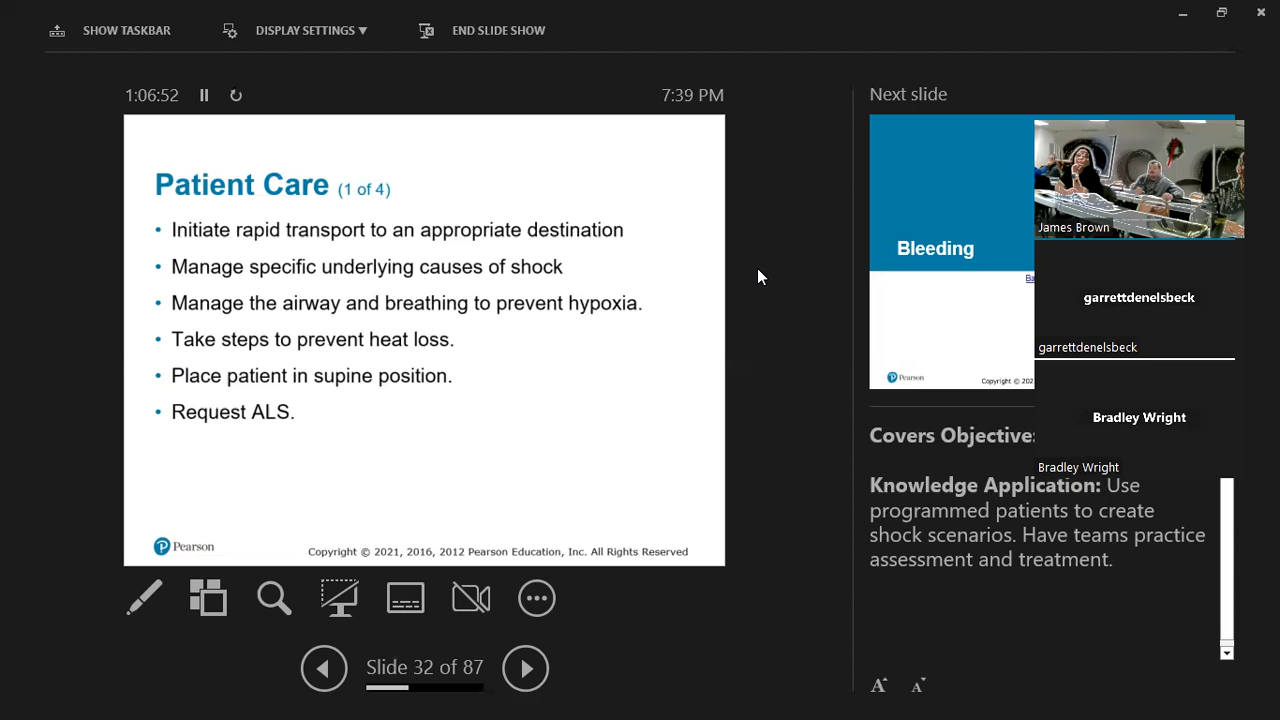 SHOW TASKBAR
DISPLAY SETTINGS ▼
END SLIDE SHOW
1:06:52
7:39 PM
Patient Care (1 of 4)
• Initiate rapid transport to an appropriate destination
• Manage specific underlying causes of shock
• Manage the airway and breathing to prevent hypoxia.
• Take steps to prevent heat loss.
• Place patient in supine position.
• Request ALS.
Pearson
Copyright © 2021, 2016, 2012 Pearson Education, Inc. All Rights Reserved
Slide 32 of 87
Next slide
Bleeding
Pearson
Copyright © 202
James Brown
garrettdenelsbeck
garrettdenelsbeck
Bradley Wright
Bradley Wright
Covers Objective
Knowledge Application: Use
programmed patients to create
shock scenarios. Have teams practice
assessment and treatment.
A A